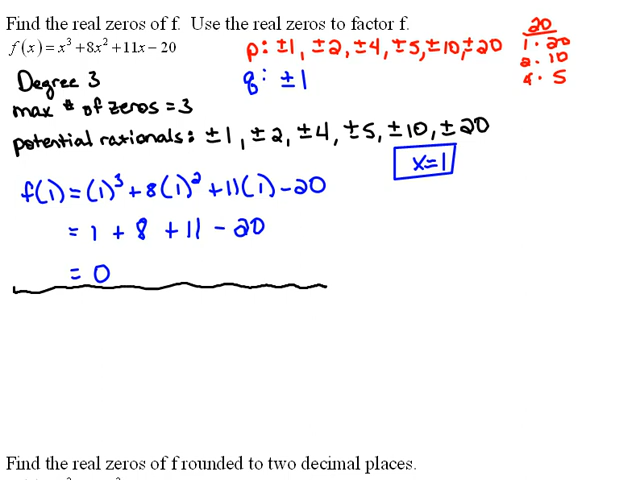 Find the real zeros of f. Use the real zeros to factor f.
f(x) = x³ + 8x² + 11x − 20
p: ±1, ±2, ±4, ±5, ±10, ±20
20
1 · 20
2 · 10
4 · 5
Degree 3
q: ±1
max # of zeros = 3
potential rationals: ±1, ±2, ±4, ±5, ±10, ±20
x=1
f(1) = (1)³ + 8(1)² + 11(1) − 20
= 1 + 8 + 11 − 20
= 0
Find the real zeros of f rounded to two decimal places.